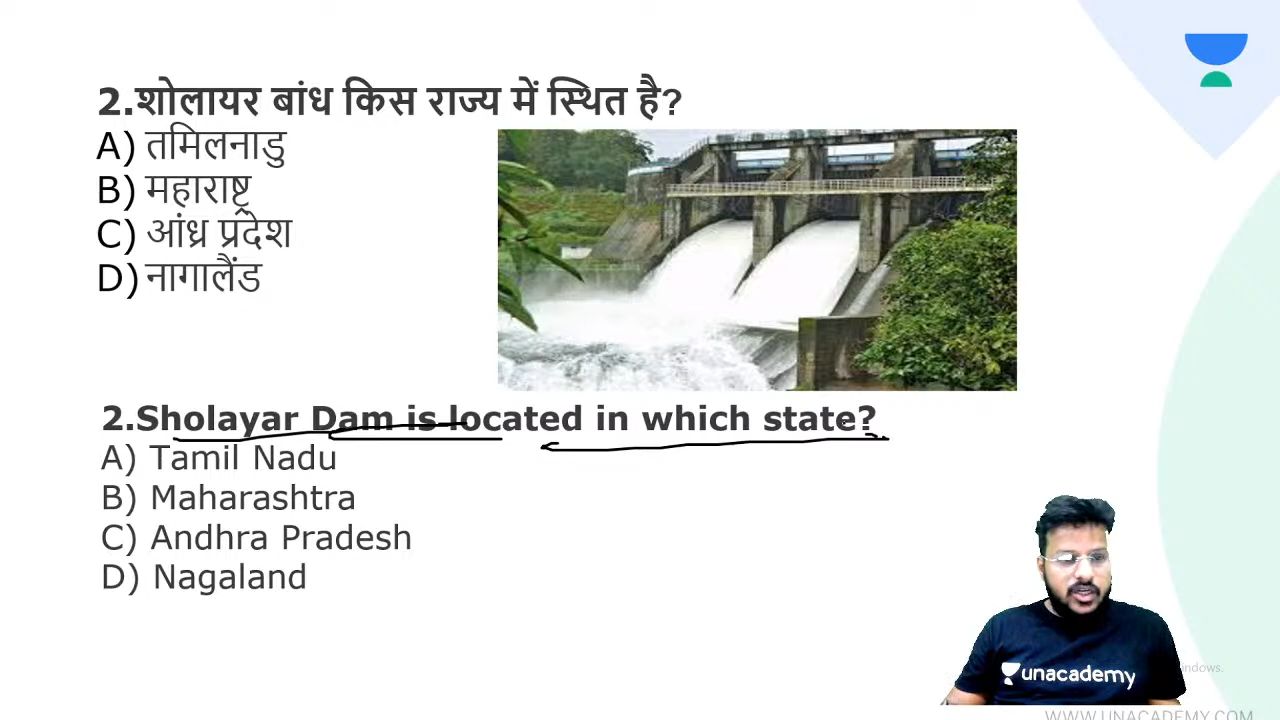 2.शोलायर बांध किस राज्य में स्थित है?
A) तमिलनाडु
B) महाराष्ट्र
C) आंध्र प्रदेश
D) नागालैंड
2.Sholayar Dam is located in which state?
A) Tamil Nadu
B) Maharashtra
C) Andhra Pradesh
D) Nagaland
unacademy
indows.
WWW.UNACADEMY.COM